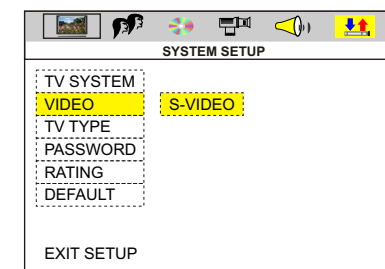 SYSTEM SETUP
TV SYSTEM
VIDEO
S-VIDEO
TV TYPE
PASSWORD
RATING
DEFAULT
EXIT SETUP